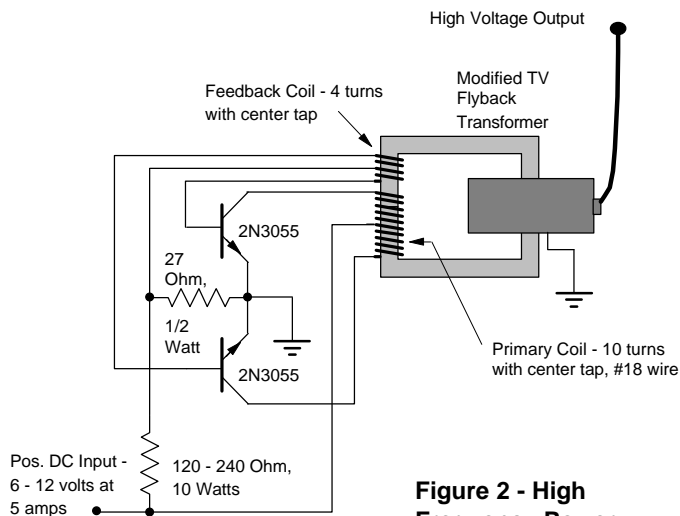 High Voltage Output
Modified TV
Flyback
Transformer
Feedback Coil - 4 turns
with center tap
2N3055
27
Ohm,
1/2
Watt
2N3055
Primary Coil - 10 turns
with center tap, #18 wire
Pos. DC Input -
6 - 12 volts at
5 amps
120 - 240 Ohm,
10 Watts
Figure 2 - High